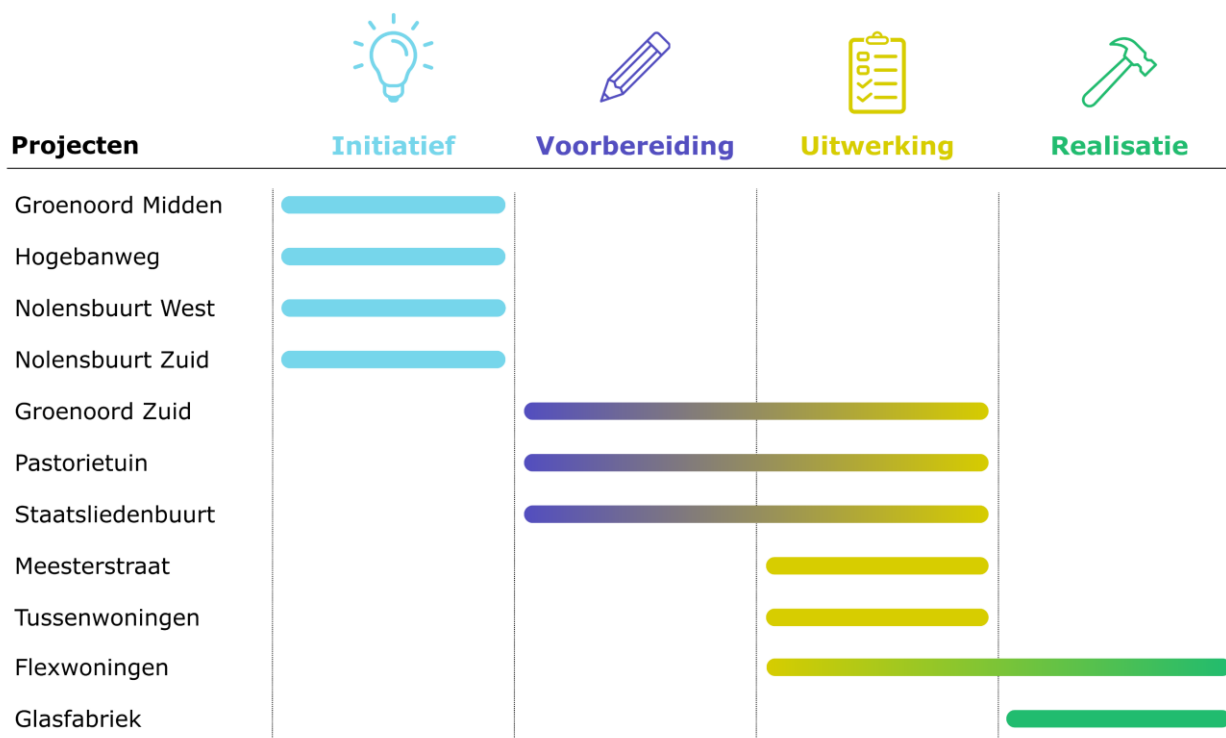 Projecten Initiatief Voorbereiding Uitwerking Realisatie
Groenoord Midden
Hogebanweg
Nolensbuurt West
Nolensbuurt Zuid
Groenoord Zuid
Pastorietuin
Staatsliedenbuurt
Meesterstraat
Tussenwoningen
Flexwoningen
Glasfabriek